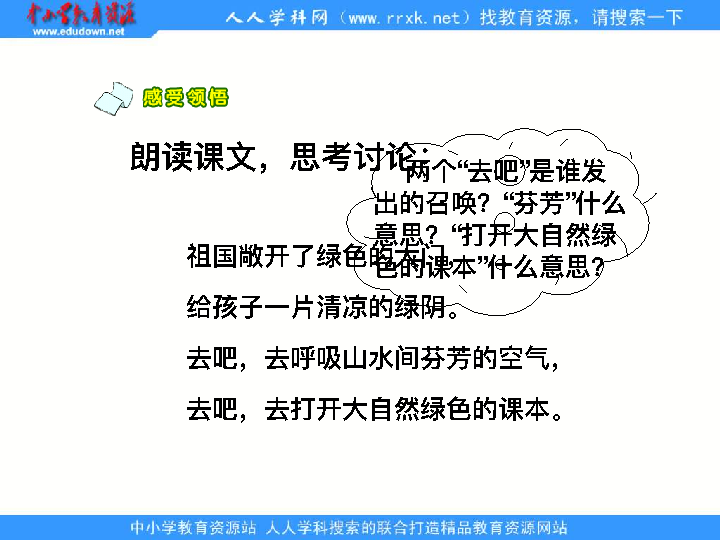 中小学教育资源
www.edudown.net
人人学科网（www.rrxk.net）找教育资源，请搜索一下
感受领悟
朗读课文，思考讨论：
两个“去吧”是谁发
出的召唤？“芬芳”什么
意思？“打开大自然绿
色的课本”什么意思？
祖国敞开了绿色的大门，
给孩子一片清凉的绿阴。
去吧，去呼吸山水间芬芳的空气，
去吧，去打开大自然绿色的课本。
中小学教育资源站 人人学科搜索的联合打造精品教育资源网站